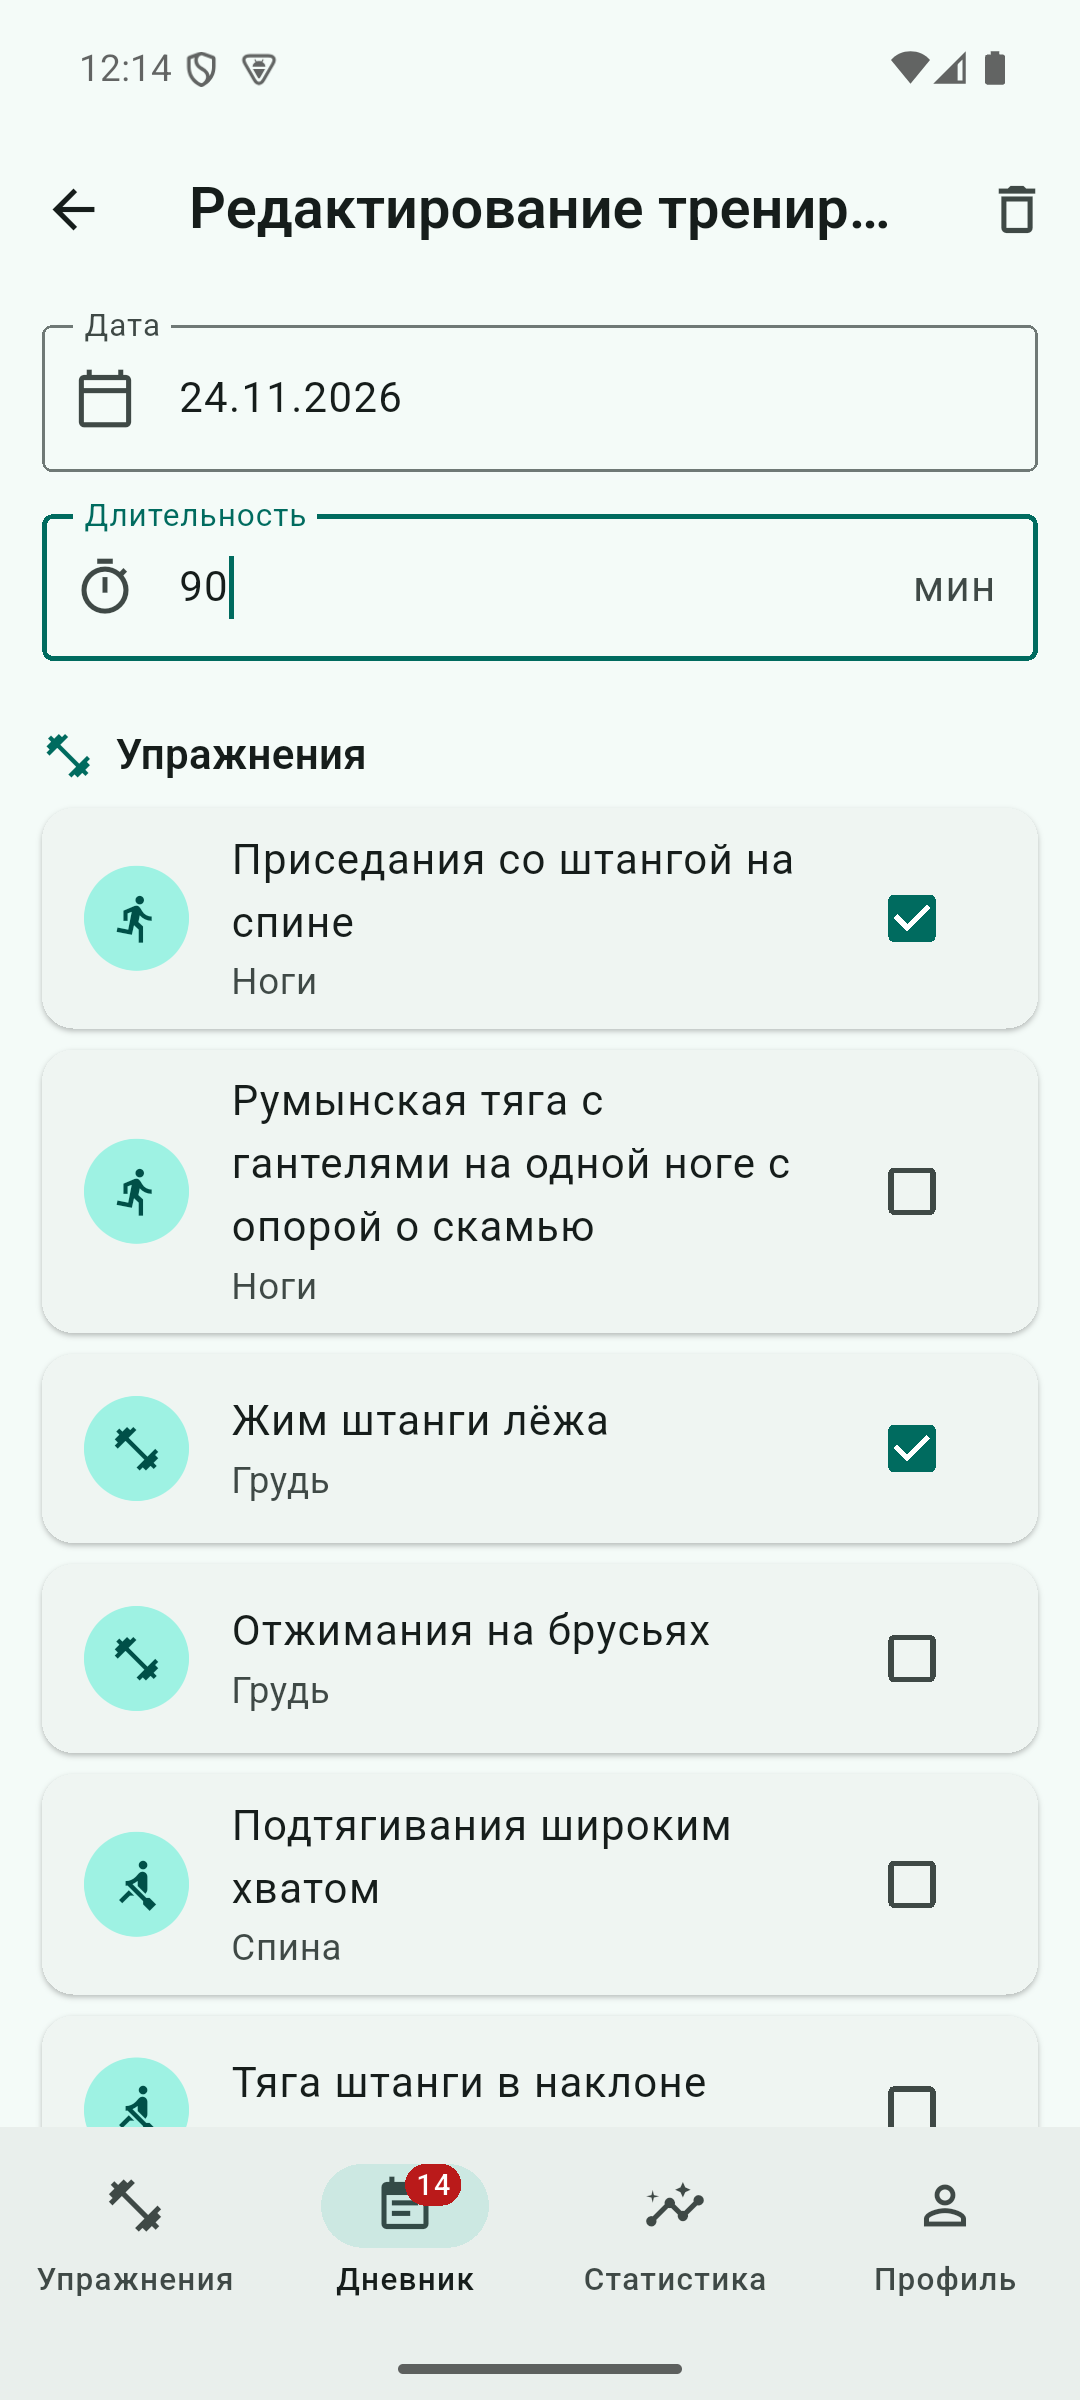 12:14
Редактирование тренир...
Дата
24.11.2026
Длительность
90
мин
Упражнения
Приседания со штангой на
спине
Ноги
Румынская тяга с
гантелями на одной ноге с
опорой о скамью
Ноги
Жим штанги лёжа
Грудь
Отжимания на брусьях
Грудь
Подтягивания широким
хватом
Спина
Тяга штанги в наклоне
14
Упражнения
Дневник
Статистика
Профиль